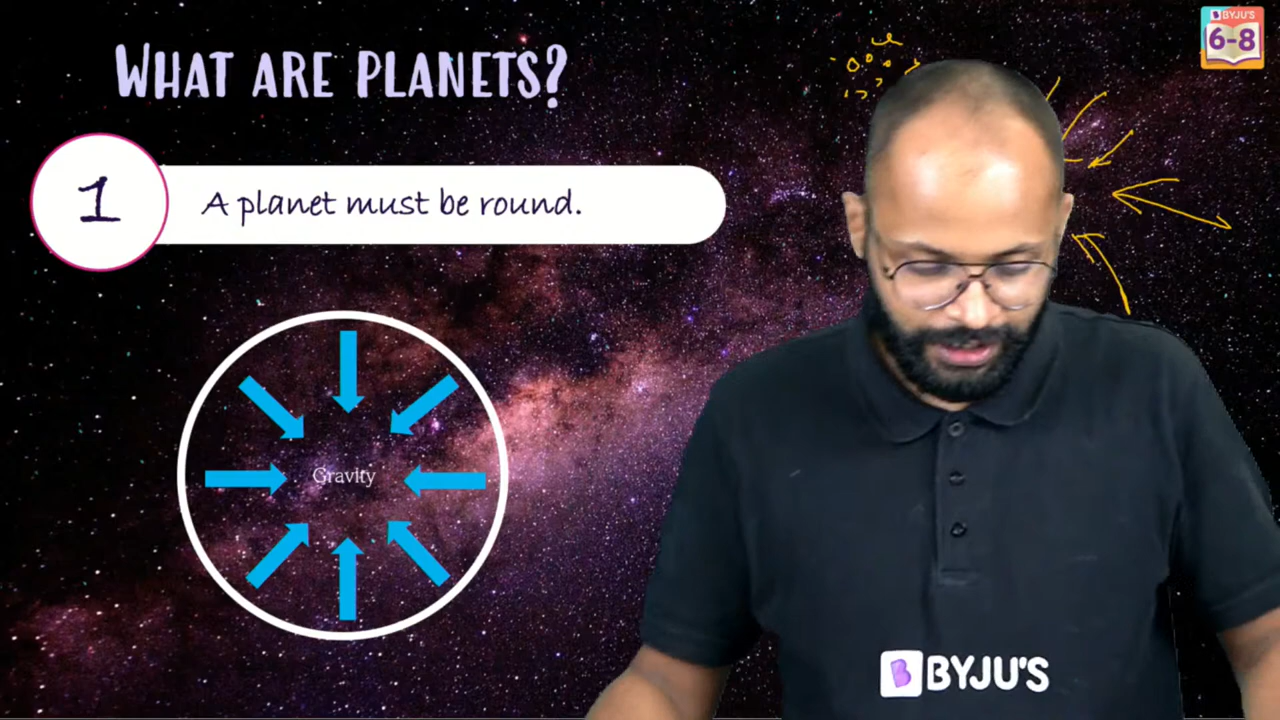 WHAT ARE PLANETS?
1
A planet must be round.
Gravity
BYJU'S
6-8
B BYJU'S